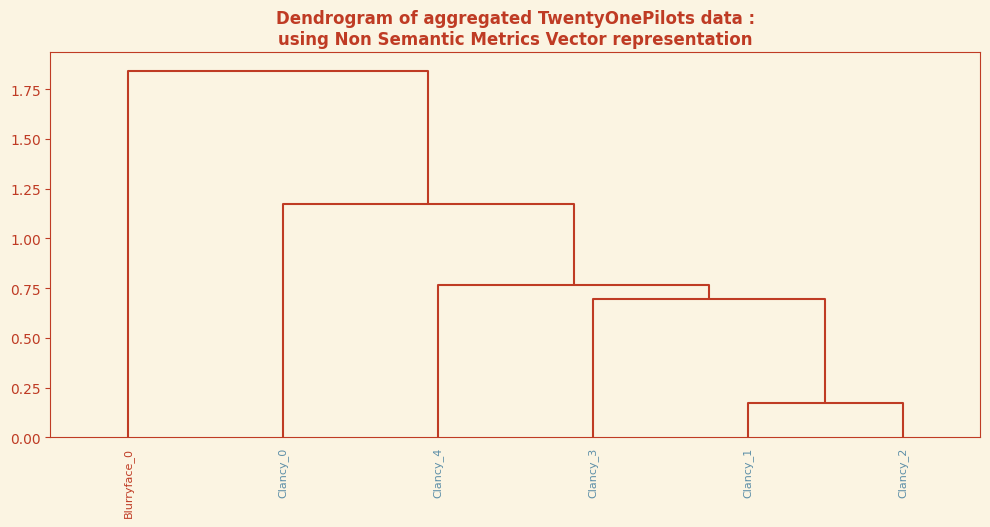 Dendrogram of aggregated TwentyOnePilots data :
using Non Semantic Metrics Vector representation
1.75
1.50
1.25
1.00
0.75
0.50
0.25
0.00
Blurryface_0
Clancy_0
Clancy_4
Clancy_3
Clancy_1
Clancy_2